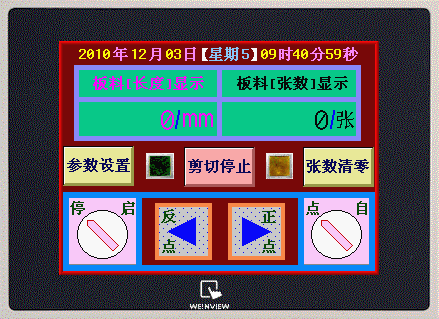 2010年12月03日【星期5】09时40分59秒
板料[长度]显示 板料[张数]显示
0/mm 0/张
参数设置 剪切停止 张数清零
停 启 反点 正点 点 自
WE!NVIEW